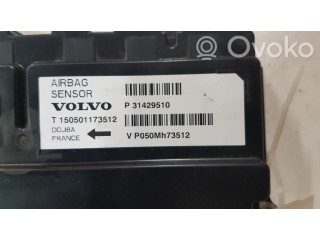 Ovoko
AIRBAG
SENSOR
VOLVO
P 31429510
T 150501173512
DDJ8A
FRANCE
V P050Mh73512